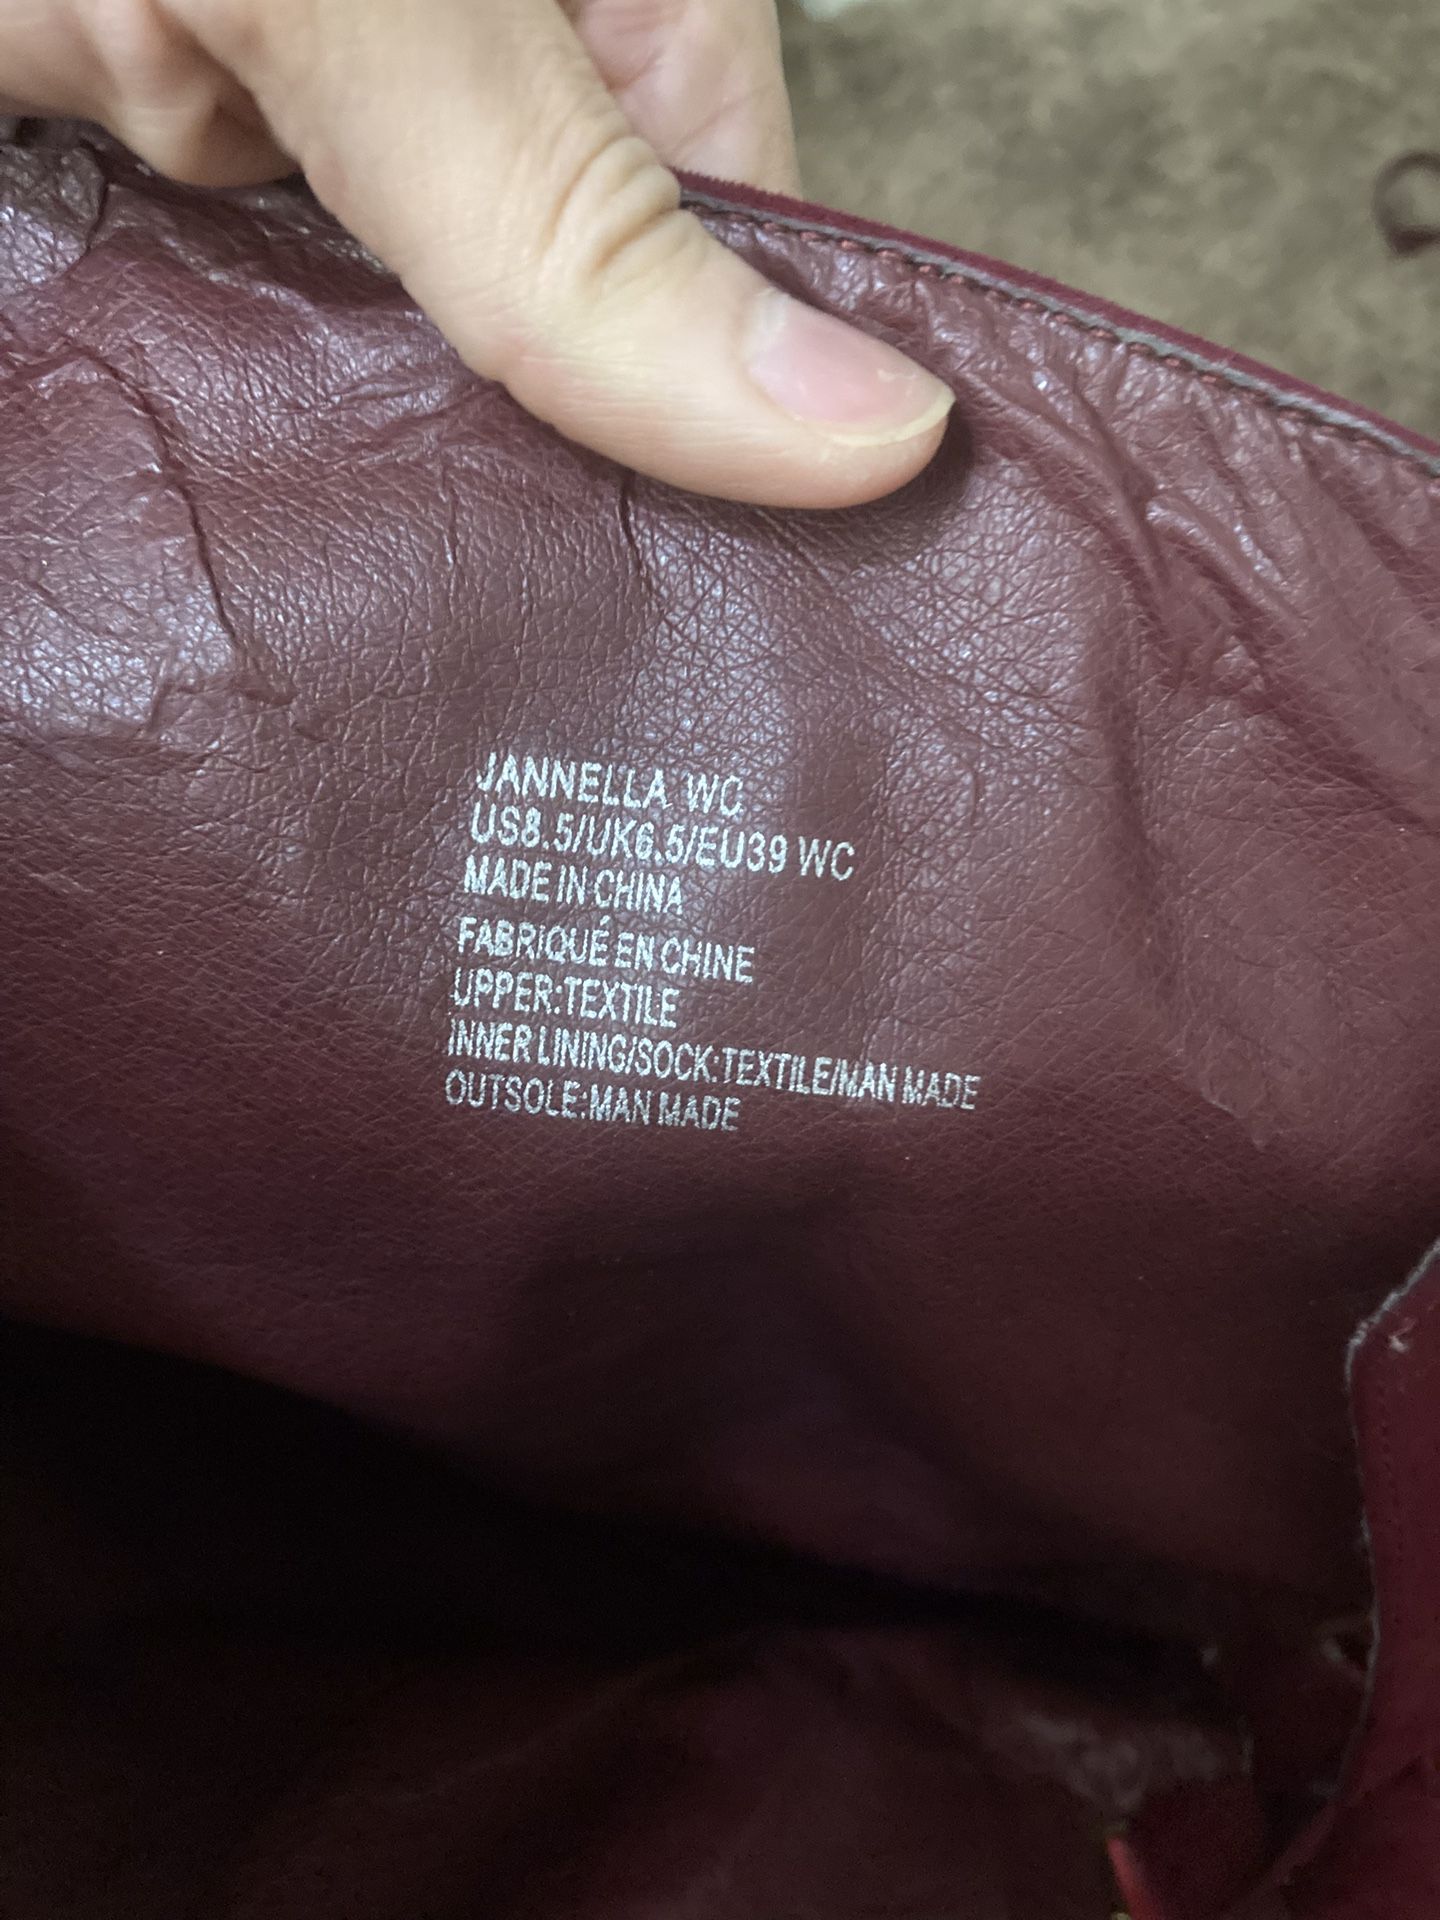 JANNELLA WC
US8.5/UK6.5/EU39 WC
MADE IN CHINA
FABRIQUÉ EN CHINE
UPPER:TEXTILE
INNER LINING/SOCK:TEXTILE/MAN MADE
OUTSOLE:MAN MADE